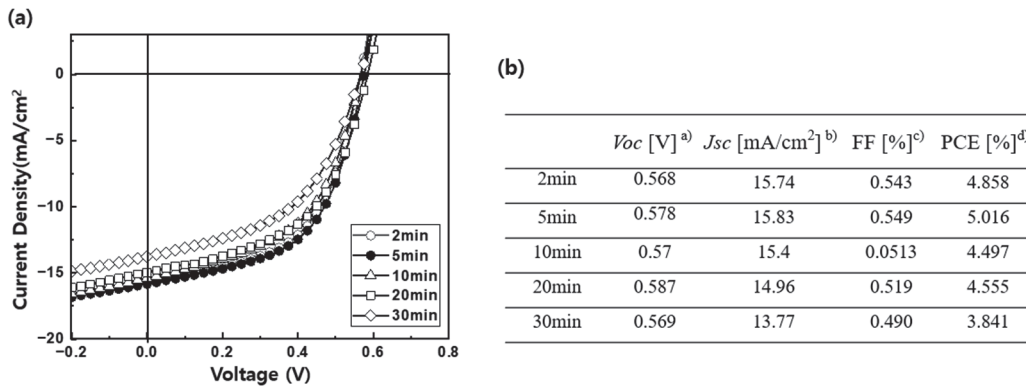 (a)
Current Density(mA/cm²)
0
−5
−10
−15
−20
−0.2 0.0 0.2 0.4 0.6 0.8
Voltage (V)
2min
5min
10min
20min
30min
(b)
Voc [V] a) Jsc [mA/cm²] b) FF [%]c) PCE [%]d)
2min 0.568 15.74 0.543 4.858
5min 0.578 15.83 0.549 5.016
10min 0.57 15.4 0.0513 4.497
20min 0.587 14.96 0.519 4.555
30min 0.569 13.77 0.490 3.841